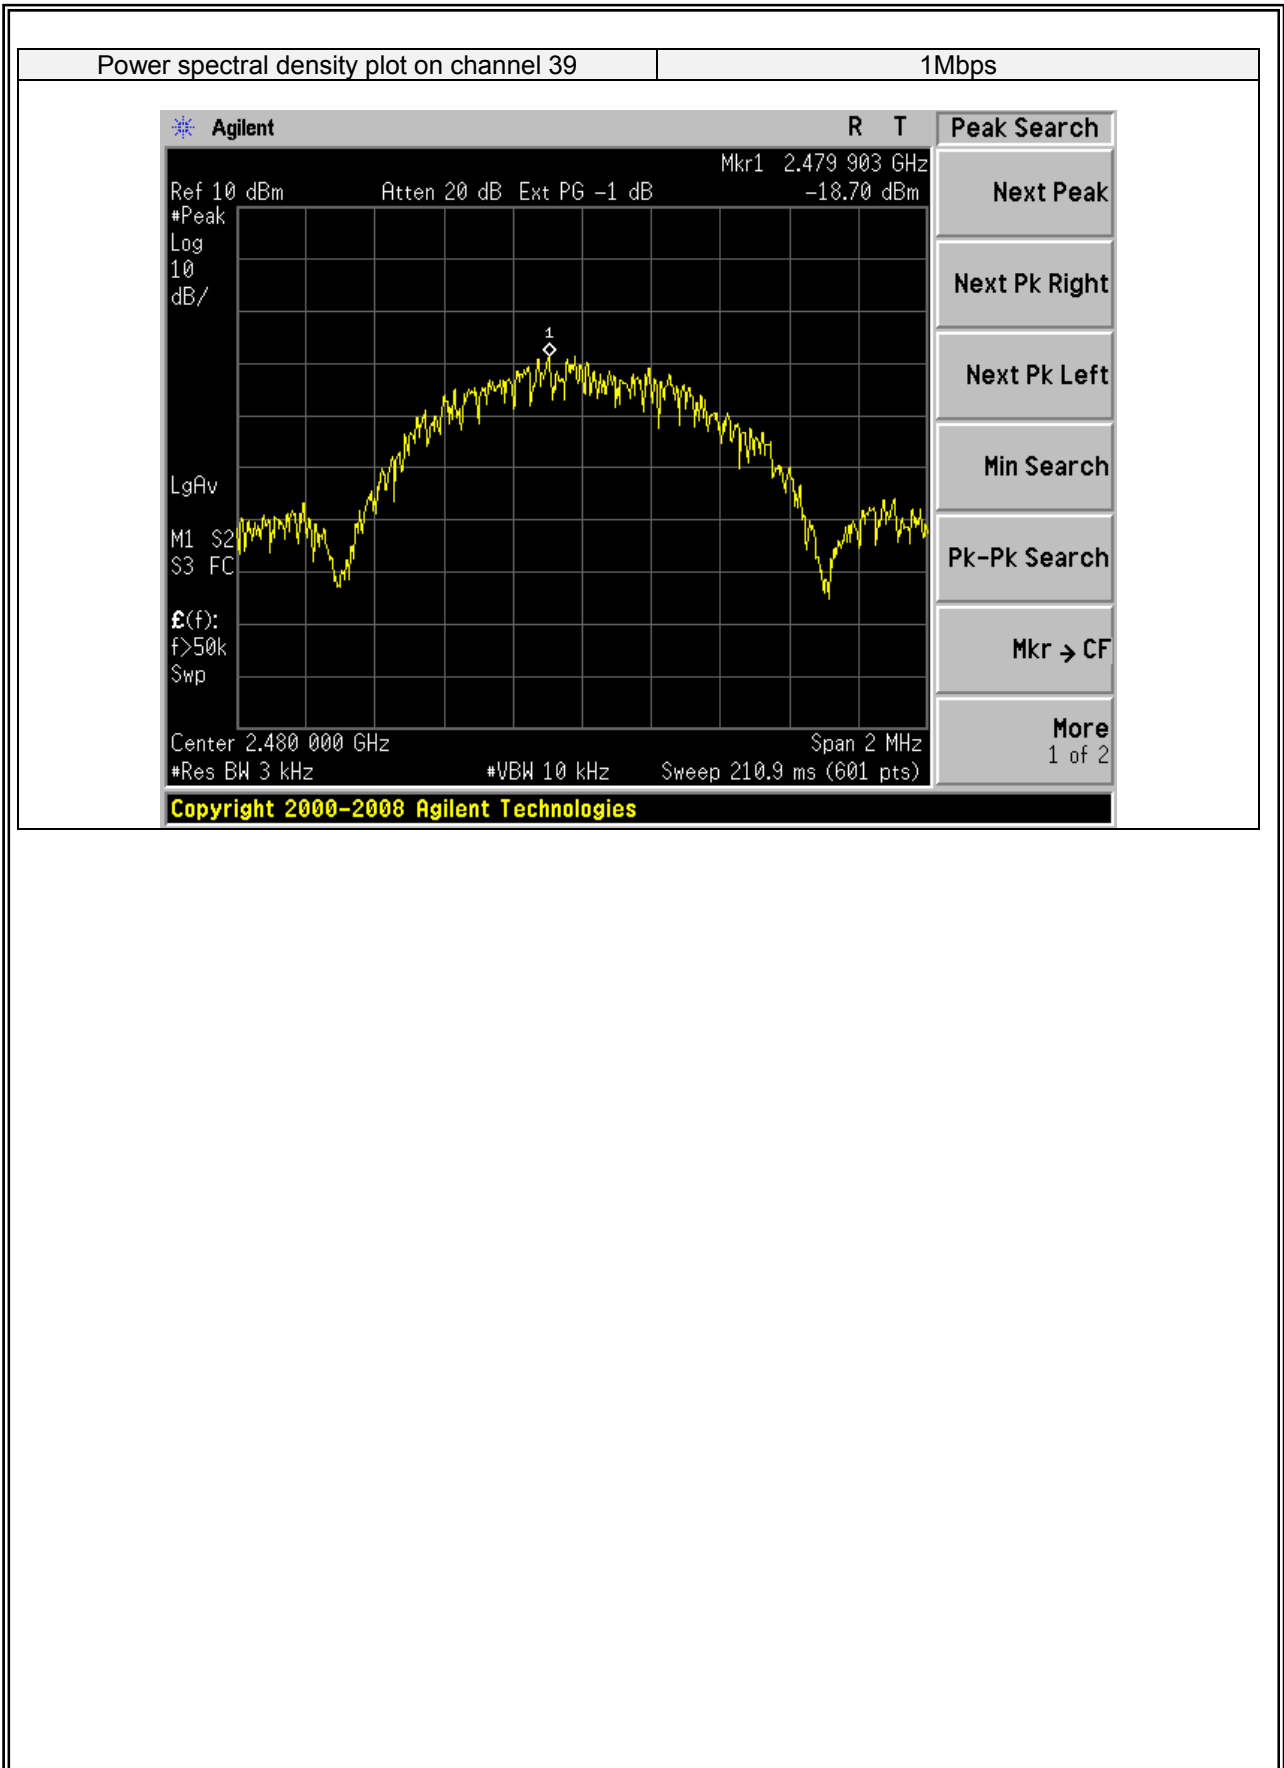 Power spectral density plot on channel 39 1Mbps
Agilent R T Peak Search
Mkr1 2.479 903 GHz
Ref 10 dBm Atten 20 dB Ext PG -1 dB -18.70 dBm
#Peak
Log
10
dB/
1
LgAv
M1 S2
S3 FC
£(f):
f>50k
Swp
Center 2.480 000 GHz Span 2 MHz
#Res BW 3 kHz #VBW 10 kHz Sweep 210.9 ms (601 pts)
Copyright 2000-2008 Agilent Technologies
Next Peak
Next Pk Right
Next Pk Left
Min Search
Pk-Pk Search
Mkr → CF
More
1 of 2